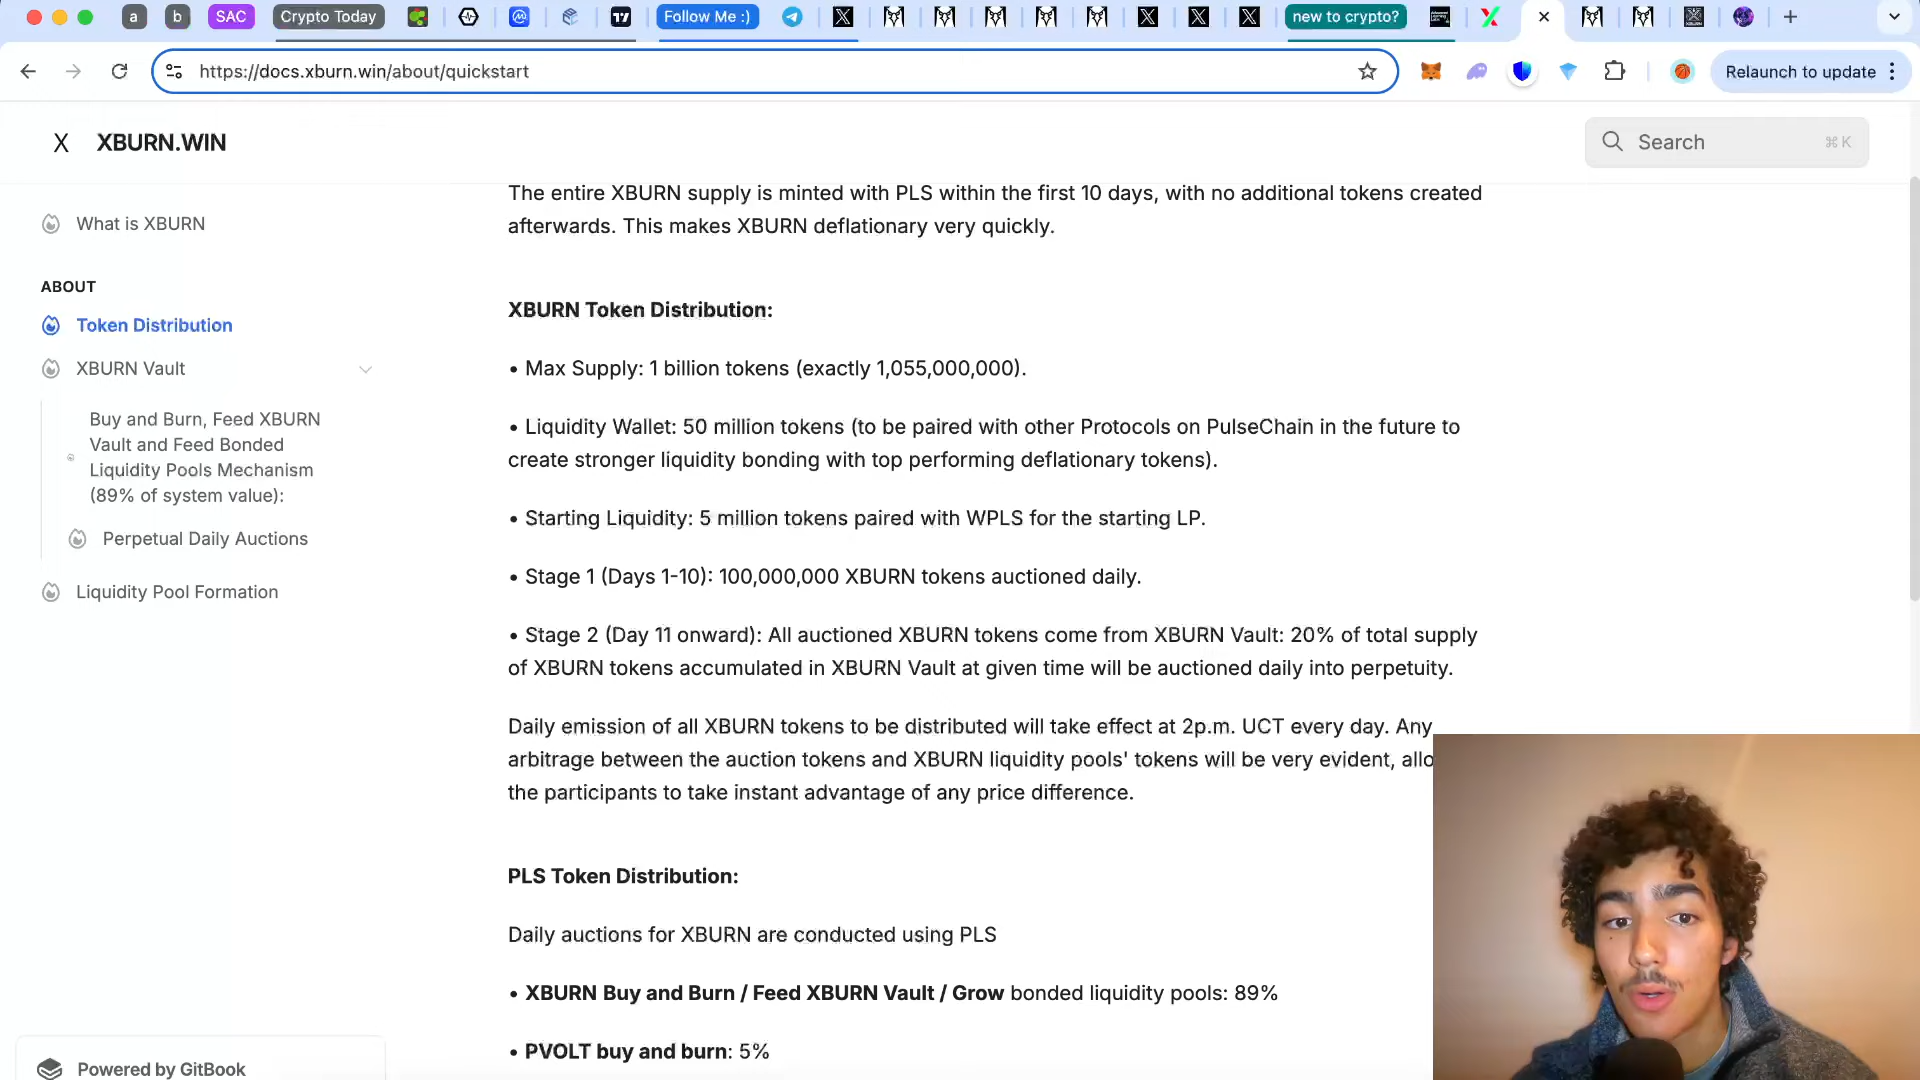 a
b
SAC
Crypto Today
Follow Me :)
new to crypto?
https://docs.xburn.win/about/quickstart
Relaunch to update
X XBURN.WIN
Search
⌘ K
What is XBURN
ABOUT
Token Distribution
XBURN Vault
Buy and Burn, Feed XBURN
Vault and Feed Bonded
Liquidity Pools Mechanism
(89% of system value):
Perpetual Daily Auctions
Liquidity Pool Formation
Powered by GitBook
The entire XBURN supply is minted with PLS within the first 10 days, with no additional tokens created
afterwards. This makes XBURN deflationary very quickly.
XBURN Token Distribution:
• Max Supply: 1 billion tokens (exactly 1,055,000,000).
• Liquidity Wallet: 50 million tokens (to be paired with other Protocols on PulseChain in the future to
create stronger liquidity bonding with top performing deflationary tokens).
• Starting Liquidity: 5 million tokens paired with WPLS for the starting LP.
• Stage 1 (Days 1-10): 100,000,000 XBURN tokens auctioned daily.
• Stage 2 (Day 11 onward): All auctioned XBURN tokens come from XBURN Vault: 20% of total supply
of XBURN tokens accumulated in XBURN Vault at given time will be auctioned daily into perpetuity.
Daily emission of all XBURN tokens to be distributed will take effect at 2p.m. UCT every day. Any
arbitrage between the auction tokens and XBURN liquidity pools' tokens will be very evident, allo
the participants to take instant advantage of any price difference.
PLS Token Distribution:
Daily auctions for XBURN are conducted using PLS
• XBURN Buy and Burn / Feed XBURN Vault / Grow bonded liquidity pools: 89%
• PVOLT buy and burn: 5%